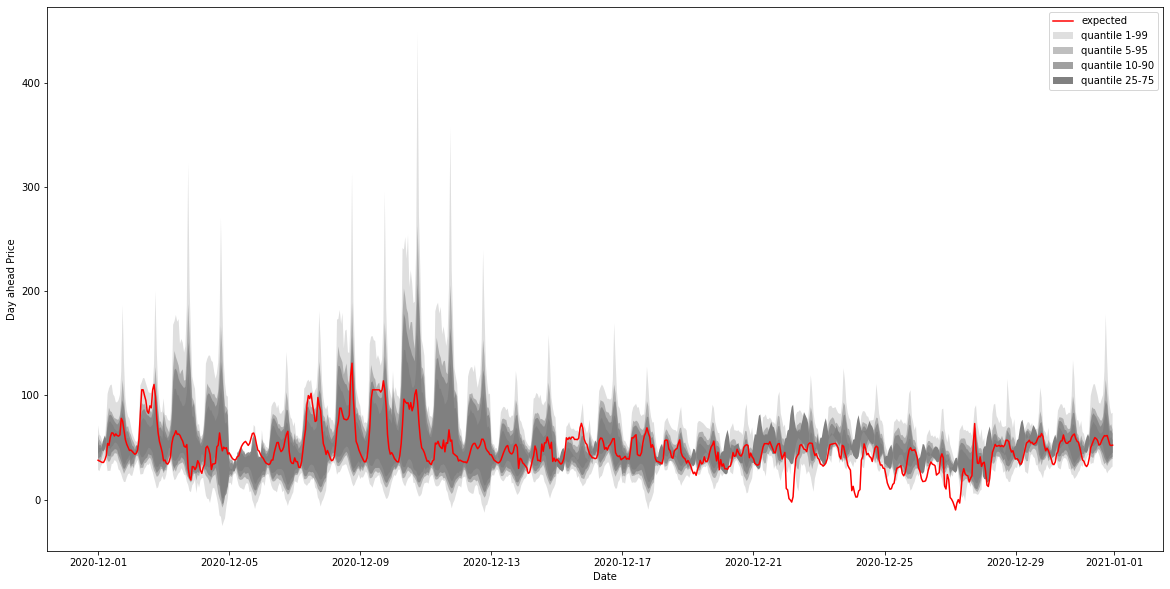 expected
quantile 1-99
quantile 5-95
quantile 10-90
quantile 25-75
Day ahead Price
400
300
200
100
0
2020-12-01 2020-12-05 2020-12-09 2020-12-13 2020-12-17 2020-12-21 2020-12-25 2020-12-29 2021-01-01
Date